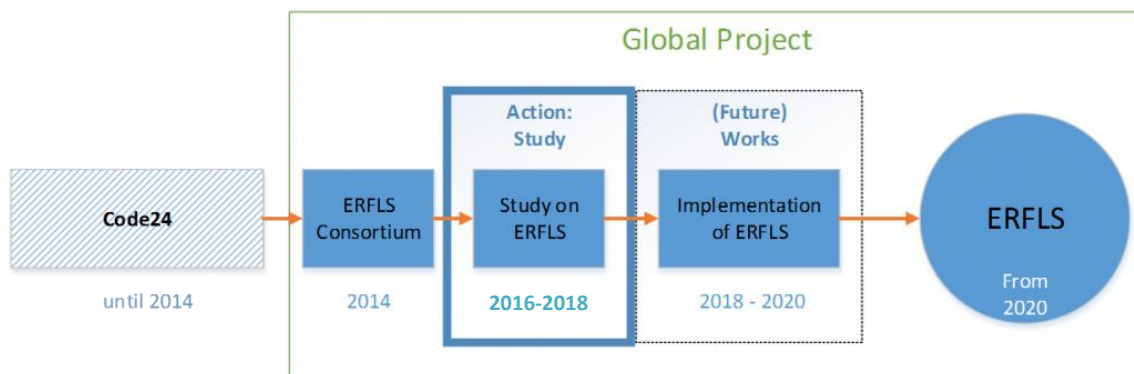 Global Project
Action:
Study
(Future)
Works
Code24
ERFLS
Consortium
Study on
ERFLS
Implementation
of ERFLS
ERFLS
until 2014
2014
2016-2018
2018 - 2020
From
2020